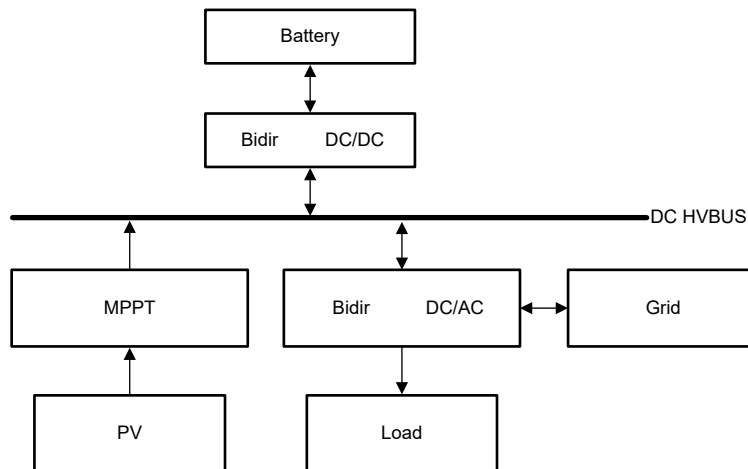 Battery
Bidir DC/DC
DC HVBUS
MPPT
Bidir DC/AC
Grid
PV
Load